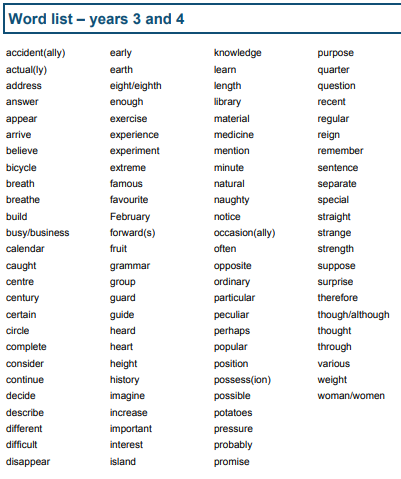 Word list – years 3 and 4
accident(ally)
actual(ly)
address
answer
appear
arrive
believe
bicycle
breath
breathe
build
busy/business
calendar
caught
centre
century
certain
circle
complete
consider
continue
decide
describe
different
difficult
disappear
early
earth
eight/eighth
enough
exercise
experience
experiment
extreme
famous
favourite
February
forward(s)
fruit
grammar
group
guard
guide
heard
heart
height
history
imagine
increase
important
interest
island
knowledge
learn
length
library
material
medicine
mention
minute
natural
naughty
notice
occasion(ally)
often
opposite
ordinary
particular
peculiar
perhaps
popular
position
possess(ion)
possible
potatoes
pressure
probably
promise
purpose
quarter
question
recent
regular
reign
remember
sentence
separate
special
straight
strange
strength
suppose
surprise
therefore
though/although
thought
through
various
weight
woman/women